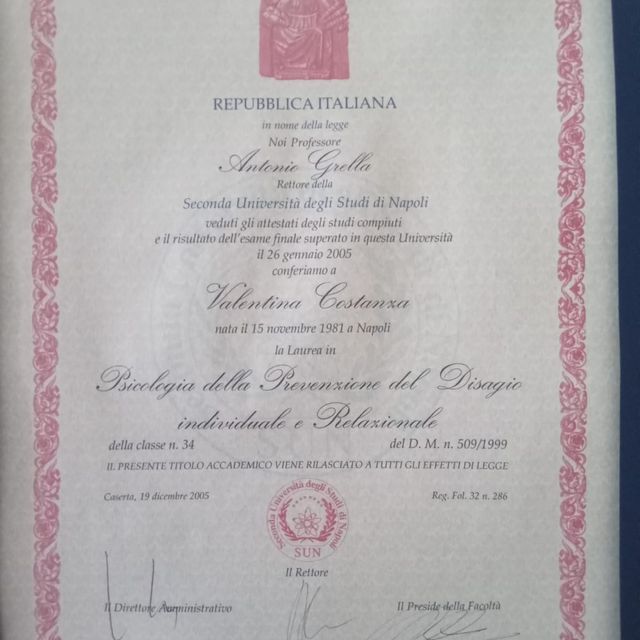 REPUBBLICA ITALIANA
in nome della legge
Noi Professore
Antonio Grella
Rettore della
Seconda Università degli Studi di Napoli
veduti gli attestati degli studi compiuti
e il risultato dell'esame finale superato in questa Università
il 26 gennaio 2005
conferiamo a
Valentina Costanza
nata il 15 novembre 1981 a Napoli
la Laurea in
Psicologia della Prevenzione del Disagio
individuale e Relazionale
della classe n. 34 del D. M. n. 509/1999
IL PRESENTE TITOLO ACCADEMICO VIENE RILASCIATO A TUTTI GLI EFFETTI DI LEGGE
Caserta, 19 dicembre 2005 Reg. Fol. 32 n. 286
Seconda Università degli Studi di Napoli
SUN
Il Rettore
Il Direttore Amministrativo Il Preside della Facoltà